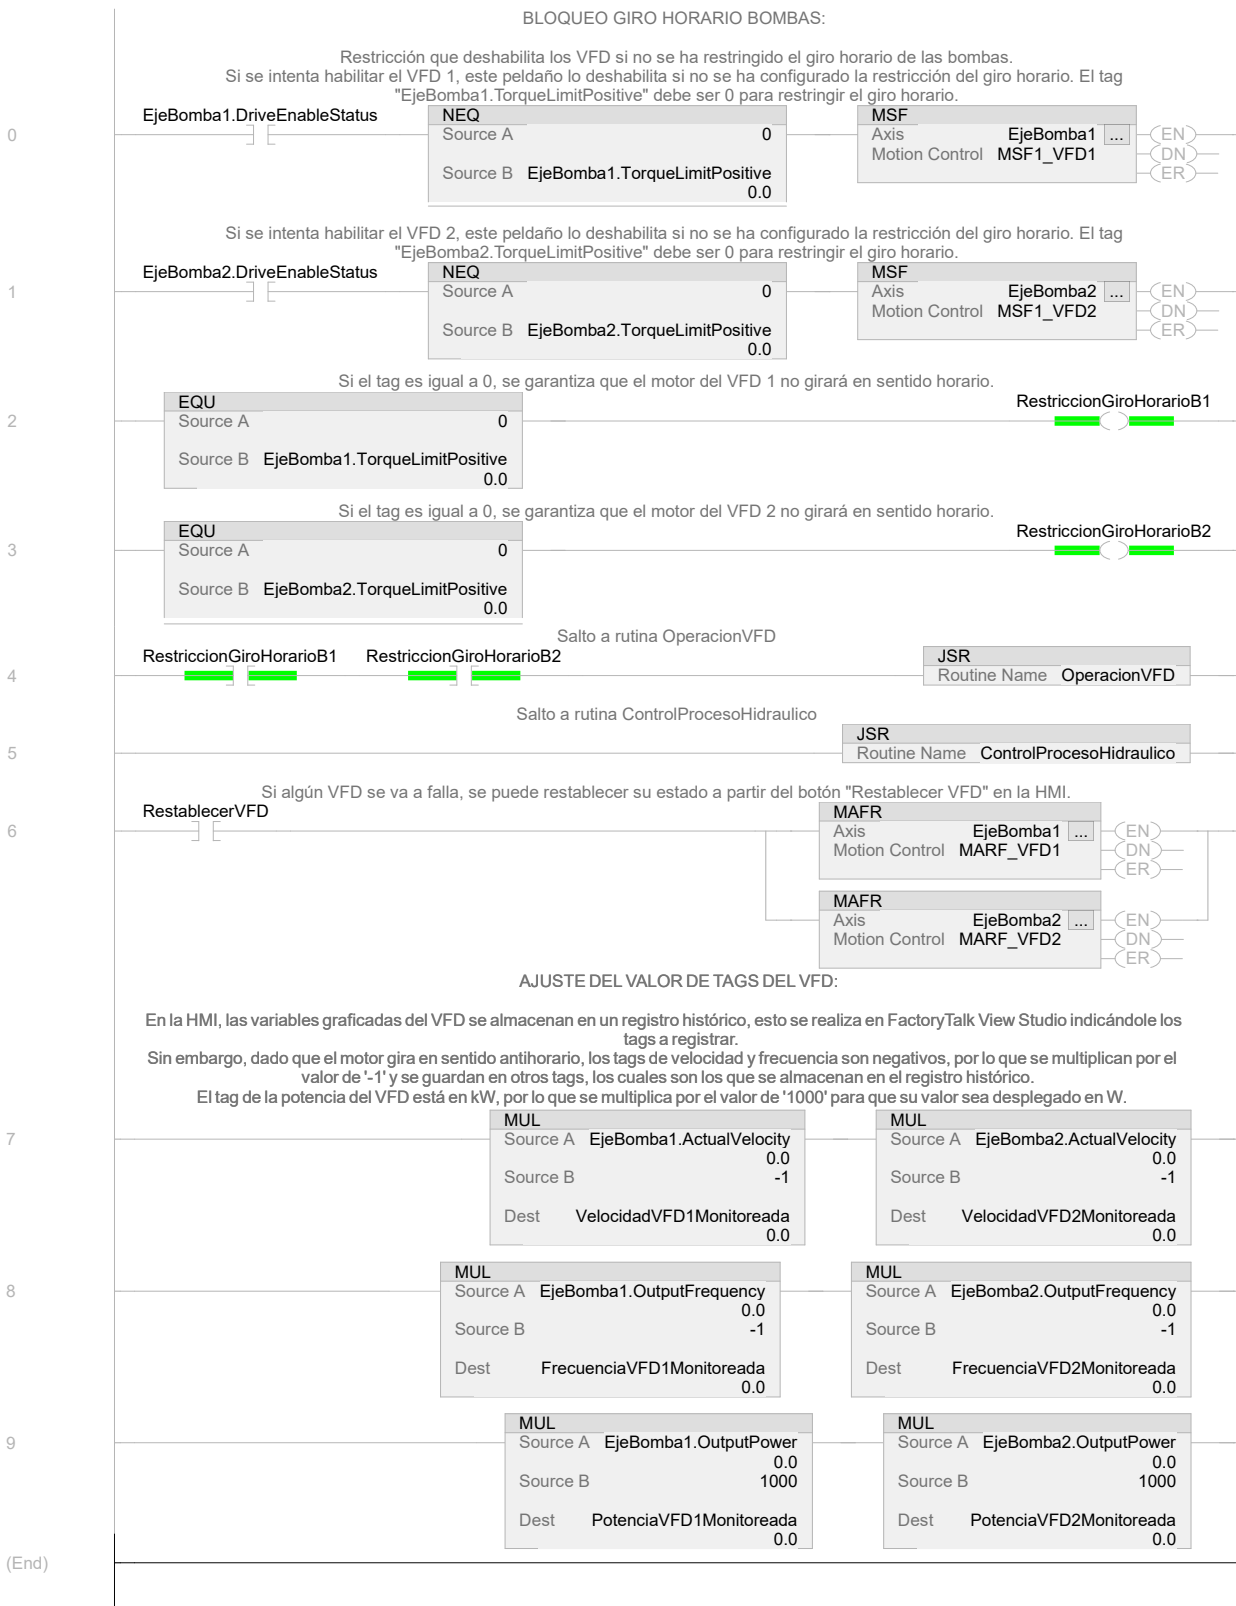 BLOQUEO GIRO HORARIO BOMBAS:
Restricción que deshabilita los VFD si no se ha restringido el giro horario de las bombas.
Si se intenta habilitar el VFD 1, este peldaño lo deshabilita si no se ha configurado la restricción del giro horario. El tag
"EjeBomba1.TorqueLimitPositive" debe ser 0 para restringir el giro horario.
0
EjeBomba1.DriveEnableStatus
NEQ
Source A 0
Source B EjeBomba1.TorqueLimitPositive
0.0
MSF
Axis EjeBomba1 ...
Motion Control MSF1_VFD1
EN
DN
ER
Si se intenta habilitar el VFD 2, este peldaño lo deshabilita si no se ha configurado la restricción del giro horario. El tag
"EjeBomba2.TorqueLimitPositive" debe ser 0 para restringir el giro horario.
1
EjeBomba2.DriveEnableStatus
NEQ
Source A 0
Source B EjeBomba2.TorqueLimitPositive
0.0
MSF
Axis EjeBomba2 ...
Motion Control MSF1_VFD2
EN
DN
ER
Si el tag es igual a 0, se garantiza que el motor del VFD 1 no girará en sentido horario.
2
EQU
Source A 0
Source B EjeBomba1.TorqueLimitPositive
0.0
RestriccionGiroHorarioB1
Si el tag es igual a 0, se garantiza que el motor del VFD 2 no girará en sentido horario.
3
EQU
Source A 0
Source B EjeBomba2.TorqueLimitPositive
0.0
RestriccionGiroHorarioB2
Salto a rutina OperacionVFD
4
RestriccionGiroHorarioB1
RestriccionGiroHorarioB2
JSR
Routine Name OperacionVFD
Salto a rutina ControlProcesoHidraulico
5
JSR
Routine Name ControlProcesoHidraulico
Si algún VFD se va a falla, se puede restablecer su estado a partir del botón "Restablecer VFD" en la HMI.
6
RestablecerVFD
MAFR
Axis EjeBomba1 ...
Motion Control MARF_VFD1
EN
DN
ER
MAFR
Axis EjeBomba2 ...
Motion Control MARF_VFD2
EN
DN
ER
AJUSTE DEL VALOR DE TAGS DEL VFD:
En la HMI, las variables graficadas del VFD se almacenan en un registro histórico, esto se realiza en FactoryTalk View Studio indicándole los
tags a registrar.
Sin embargo, dado que el motor gira en sentido antihorario, los tags de velocidad y frecuencia son negativos, por lo que se multiplican por el
valor de '-1' y se guardan en otros tags, los cuales son los que se almacenan en el registro histórico.
El tag de la potencia del VFD está en kW, por lo que se multiplica por el valor de '1000' para que su valor sea desplegado en W.
7
MUL
Source A EjeBomba1.ActualVelocity
0.0
Source B -1
Dest VelocidadVFD1Monitoreada
0.0
MUL
Source A EjeBomba2.ActualVelocity
0.0
Source B -1
Dest VelocidadVFD2Monitoreada
0.0
8
MUL
Source A EjeBomba1.OutputFrequency
0.0
Source B -1
Dest FrecuenciaVFD1Monitoreada
0.0
MUL
Source A EjeBomba2.OutputFrequency
0.0
Source B -1
Dest FrecuenciaVFD2Monitoreada
0.0
9
MUL
Source A EjeBomba1.OutputPower
0.0
Source B 1000
Dest PotenciaVFD1Monitoreada
0.0
MUL
Source A EjeBomba2.OutputPower
0.0
Source B 1000
Dest PotenciaVFD2Monitoreada
0.0
(End)